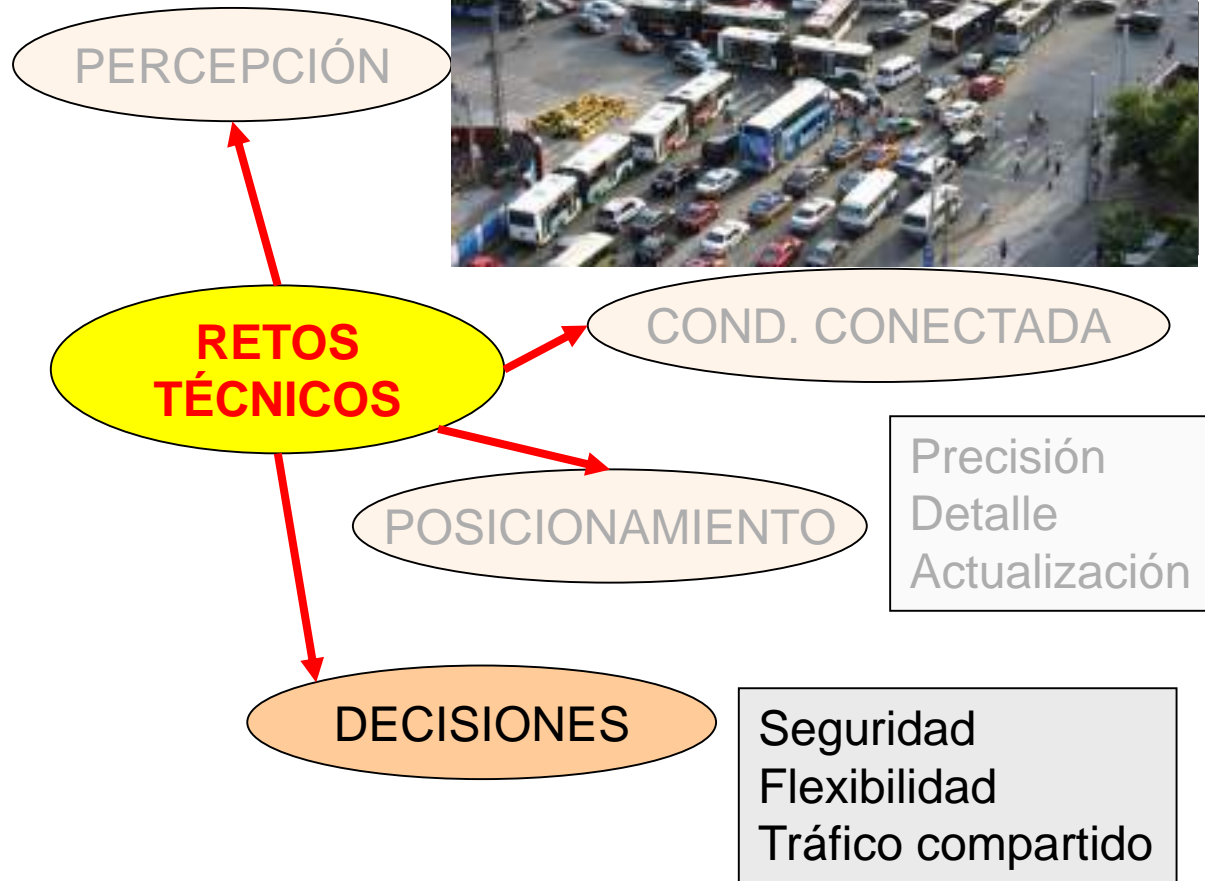 PERCEPCIÓN
RETOS
TÉCNICOS
COND. CONECTADA
Precisión
Detalle
Actualización
POSICIONAMIENTO
DECISIONES
Seguridad
Flexibilidad
Tráfico compartido